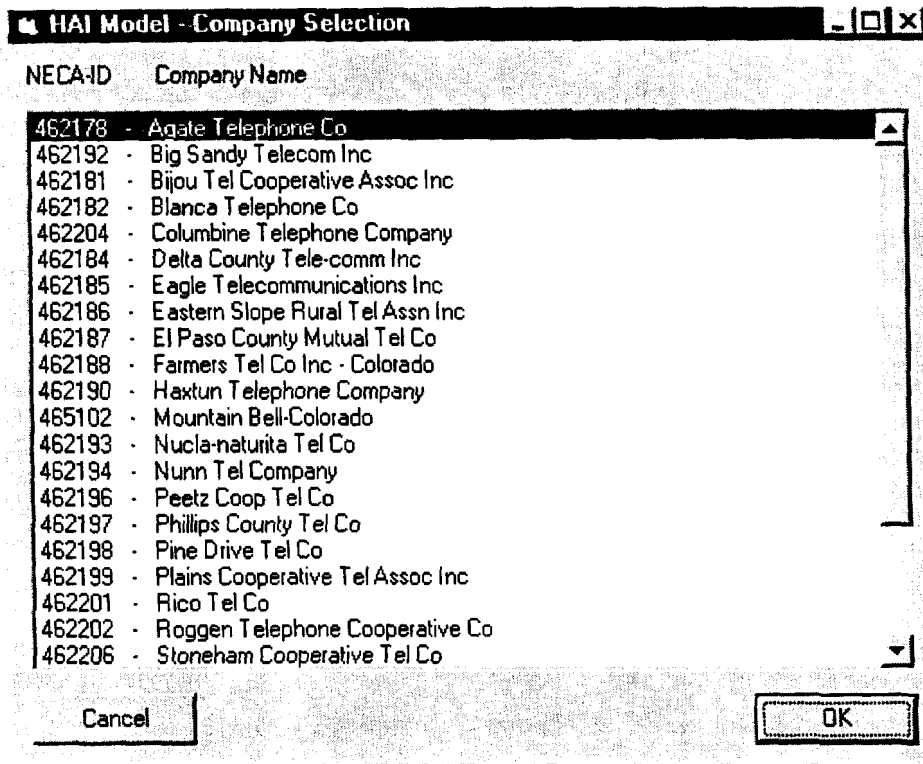 HAI Model - Company Selection
NECA-ID Company Name
462178 - Agate Telephone Co
462192 - Big Sandy Telecom Inc
462181 - Bijou Tel Cooperative Assoc Inc
462182 - Blanca Telephone Co
462204 - Columbine Telephone Company
462184 - Delta County Tele-comm Inc
462185 - Eagle Telecommunications Inc
462186 - Eastern Slope Rural Tel Assn Inc
462187 - El Paso County Mutual Tel Co
462188 - Farmers Tel Co Inc - Colorado
462190 - Haxtun Telephone Company
465102 - Mountain Bell-Colorado
462193 - Nucla-naturita Tel Co
462194 - Nunn Tel Company
462196 - Peetz Coop Tel Co
462197 - Phillips County Tel Co
462198 - Pine Drive Tel Co
462199 - Plains Cooperative Tel Assoc Inc
462201 - Rico Tel Co
462202 - Roggen Telephone Cooperative Co
462206 - Stoneham Cooperative Tel Co
Cancel OK